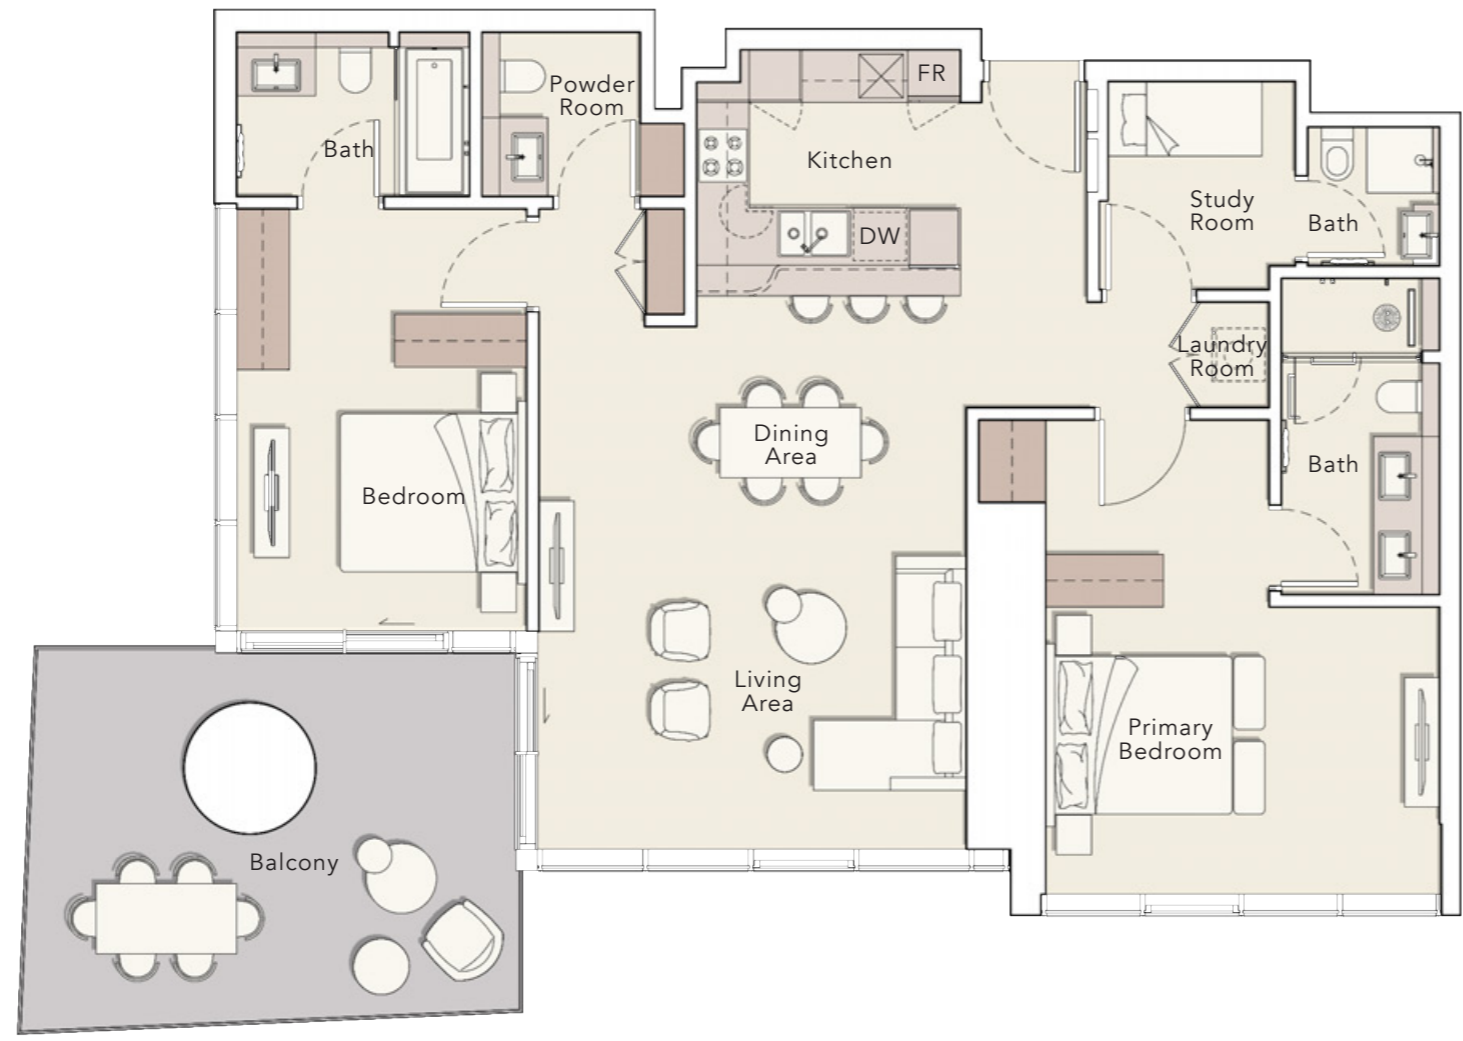 FR
Powder
Room
Bath
Kitchen
Study
Room
Bath
DW
Laundry
Room
Dining
Area
Bath
Bedroom
Living
Area
Primary
Bedroom
Balcony